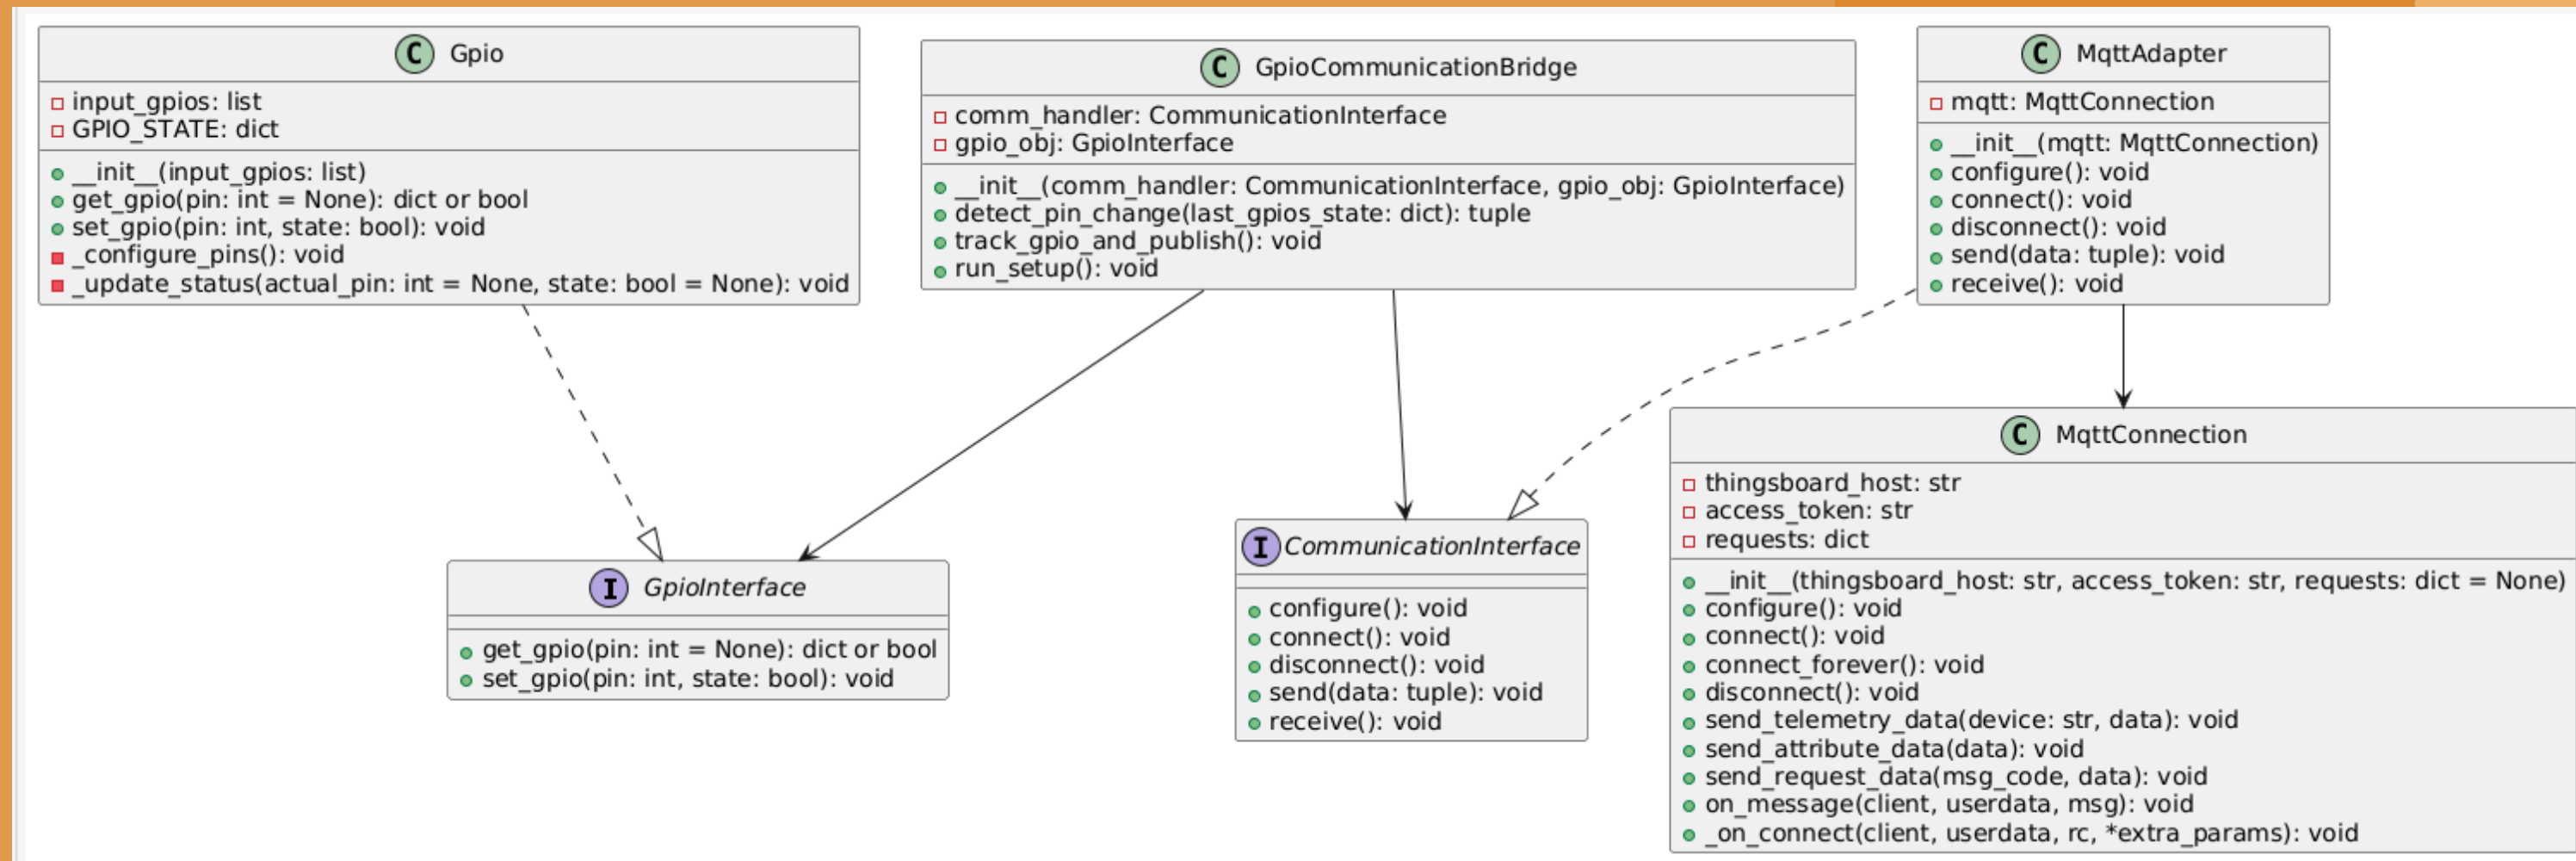 C Gpio
input_gpios: list
GPIO_STATE: dict
__init__(input_gpios: list)
get_gpio(pin: int = None): dict or bool
set_gpio(pin: int, state: bool): void
_configure_pins(): void
_update_status(actual_pin: int = None, state: bool = None): void
C GpioCommunicationBridge
comm_handler: CommunicationInterface
gpio_obj: GpioInterface
__init__(comm_handler: CommunicationInterface, gpio_obj: GpioInterface)
detect_pin_change(last_gpios_state: dict): tuple
track_gpio_and_publish(): void
run_setup(): void
C MqttAdapter
mqtt: MqttConnection
__init__(mqtt: MqttConnection)
configure(): void
connect(): void
disconnect(): void
send(data: tuple): void
receive(): void
I GpioInterface
get_gpio(pin: int = None): dict or bool
set_gpio(pin: int, state: bool): void
I CommunicationInterface
configure(): void
connect(): void
disconnect(): void
send(data: tuple): void
receive(): void
C MqttConnection
thingsboard_host: str
access_token: str
requests: dict
__init__(thingsboard_host: str, access_token: str, requests: dict = None)
configure(): void
connect(): void
connect_forever(): void
disconnect(): void
send_telemetry_data(device: str, data): void
send_attribute_data(data): void
send_request_data(msg_code, data): void
on_message(client, userdata, msg): void
_on_connect(client, userdata, rc, *extra_params): void